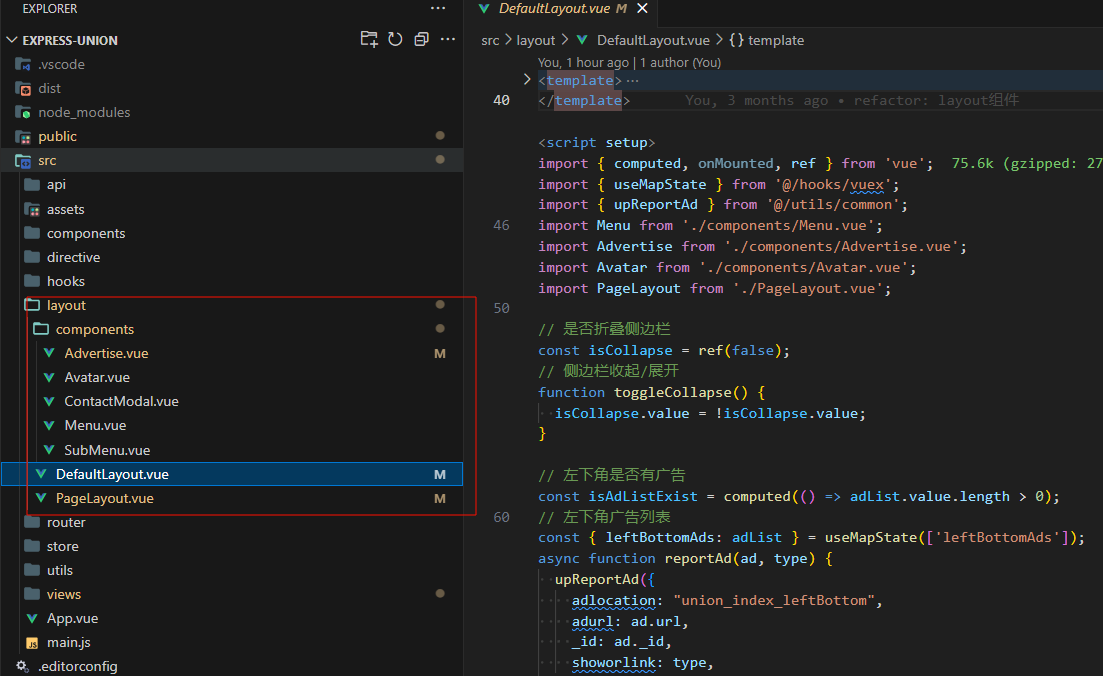 EXPLORER
EXPRESS-UNION
.vscode
dist
node_modules
public
src
api
assets
components
directive
hooks
layout
components
Advertise.vue M
Avatar.vue
ContactModal.vue
Menu.vue
SubMenu.vue
DefaultLayout.vue M
PageLayout.vue M
router
store
utils
views
App.vue
main.js
.editorconfig
DefaultLayout.vue M
src > layout > DefaultLayout.vue > {} template
You, 1 hour ago | 1 author (You)
<template> ···
40 </template> You, 3 months ago • refactor: layout组件
<script setup>
import { computed, onMounted, ref } from 'vue'; 75.6k (gzipped: 27
import { useMapState } from '@/hooks/vuex';
import { upReportAd } from '@/utils/common';
46 import Menu from './components/Menu.vue';
import Advertise from './components/Advertise.vue';
import Avatar from './components/Avatar.vue';
import PageLayout from './PageLayout.vue';
50
// 是否折叠侧边栏
const isCollapse = ref(false);
// 侧边栏收起/展开
function toggleCollapse() {
isCollapse.value = !isCollapse.value;
}
// 左下角是否有广告
const isAdListExist = computed(() => adList.value.length > 0);
60 // 左下角广告列表
const { leftBottomAds: adList } = useMapState(['leftBottomAds']);
async function reportAd(ad, type) {
upReportAd({
adlocation: "union_index_leftBottom",
adurl: ad.url,
_id: ad._id,
showorlink: type,